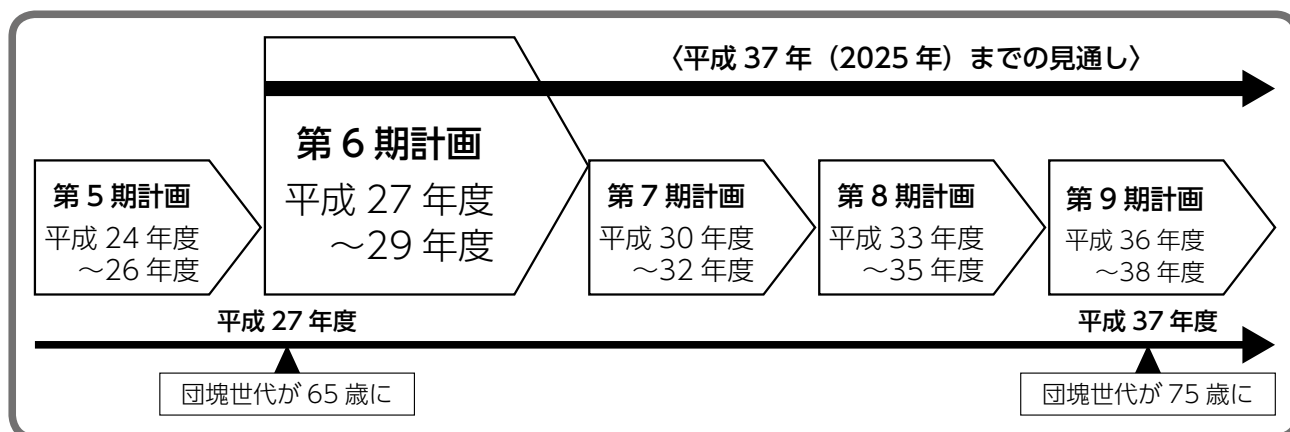 〈平成 37 年（2025 年）までの見通し〉
第 5 期計画
平成 24 年度
～26 年度
第 6 期計画
平成 27 年度
～29 年度
第 7 期計画
平成 30 年度
～32 年度
第 8 期計画
平成 33 年度
～35 年度
第 9 期計画
平成 36 年度
～38 年度
平成 27 年度
平成 37 年度
団塊世代が 65 歳に
団塊世代が 75 歳に